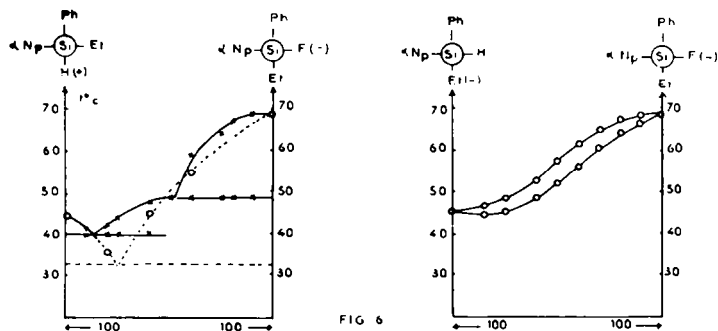 Ph
α Np Si Et
H(+)
Ph
α Np Si F(-)
Et
Ph
α Np Si H
Et(-)
Ph
α Np Si F(-)
Et
t°c
70 70
60 60
50 50
40 40
30 30
70 70
60 60
50 50
40 40
30 30
← 100 100 →
FIG 6
← 100 100 →